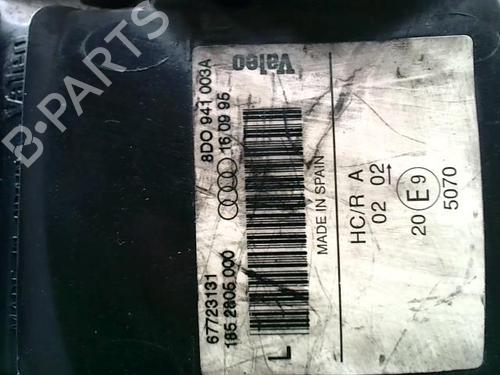 B-PARTS
Valeo
8D0 941 003A
16 09 95
67723131
185 2805 000
L
MADE IN SPAIN
HC/R A
02 02
20 E9
5070